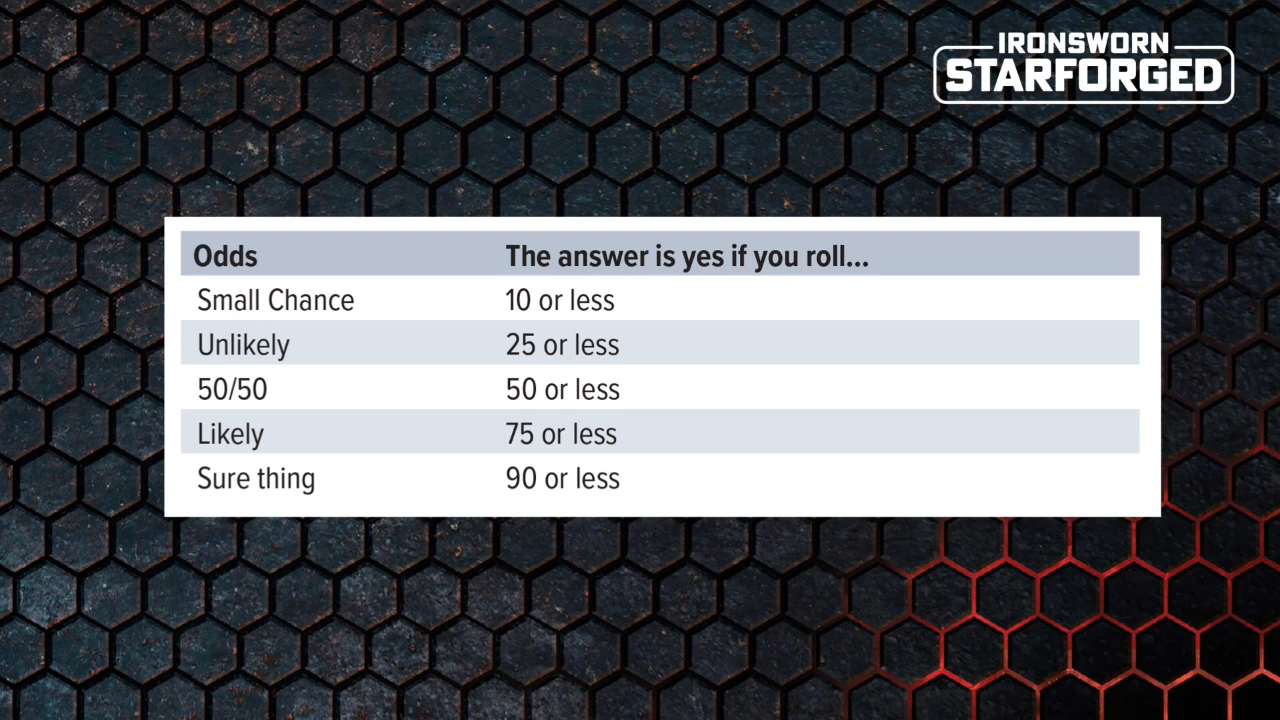 IRONSWORN
STARFORGED
Odds The answer is yes if you roll...
Small Chance 10 or less
Unlikely 25 or less
50/50 50 or less
Likely 75 or less
Sure thing 90 or less